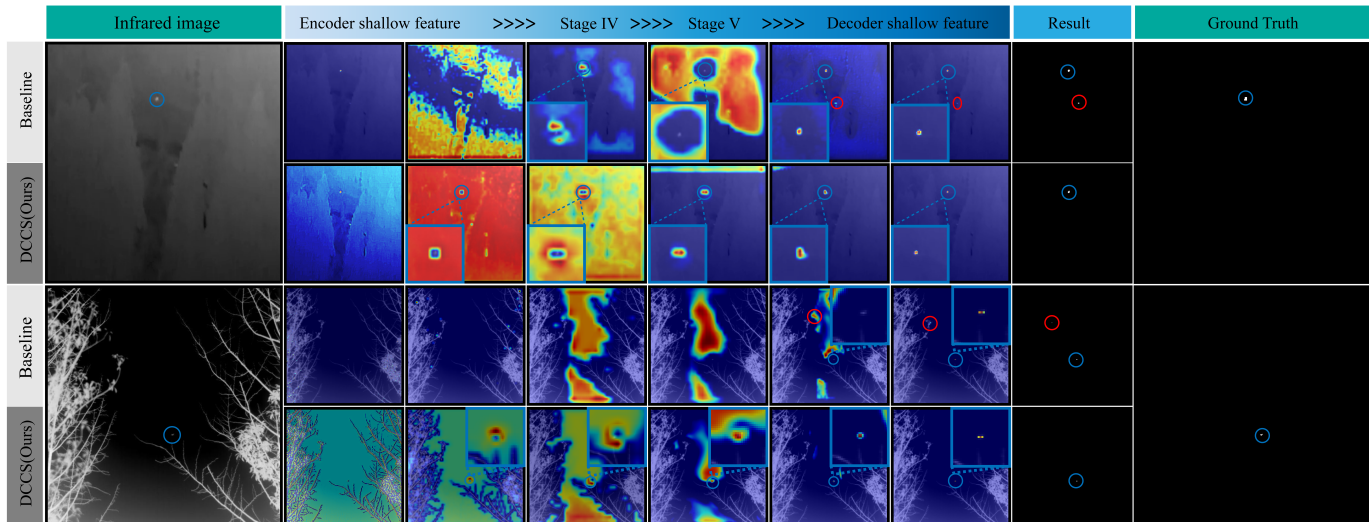 Infrared image
Encoder shallow feature >>>> Stage IV >>>> Stage V >>>> Decoder shallow feature
Result
Ground Truth
Baseline
DCCS(Ours)
Baseline
DCCS(Ours)